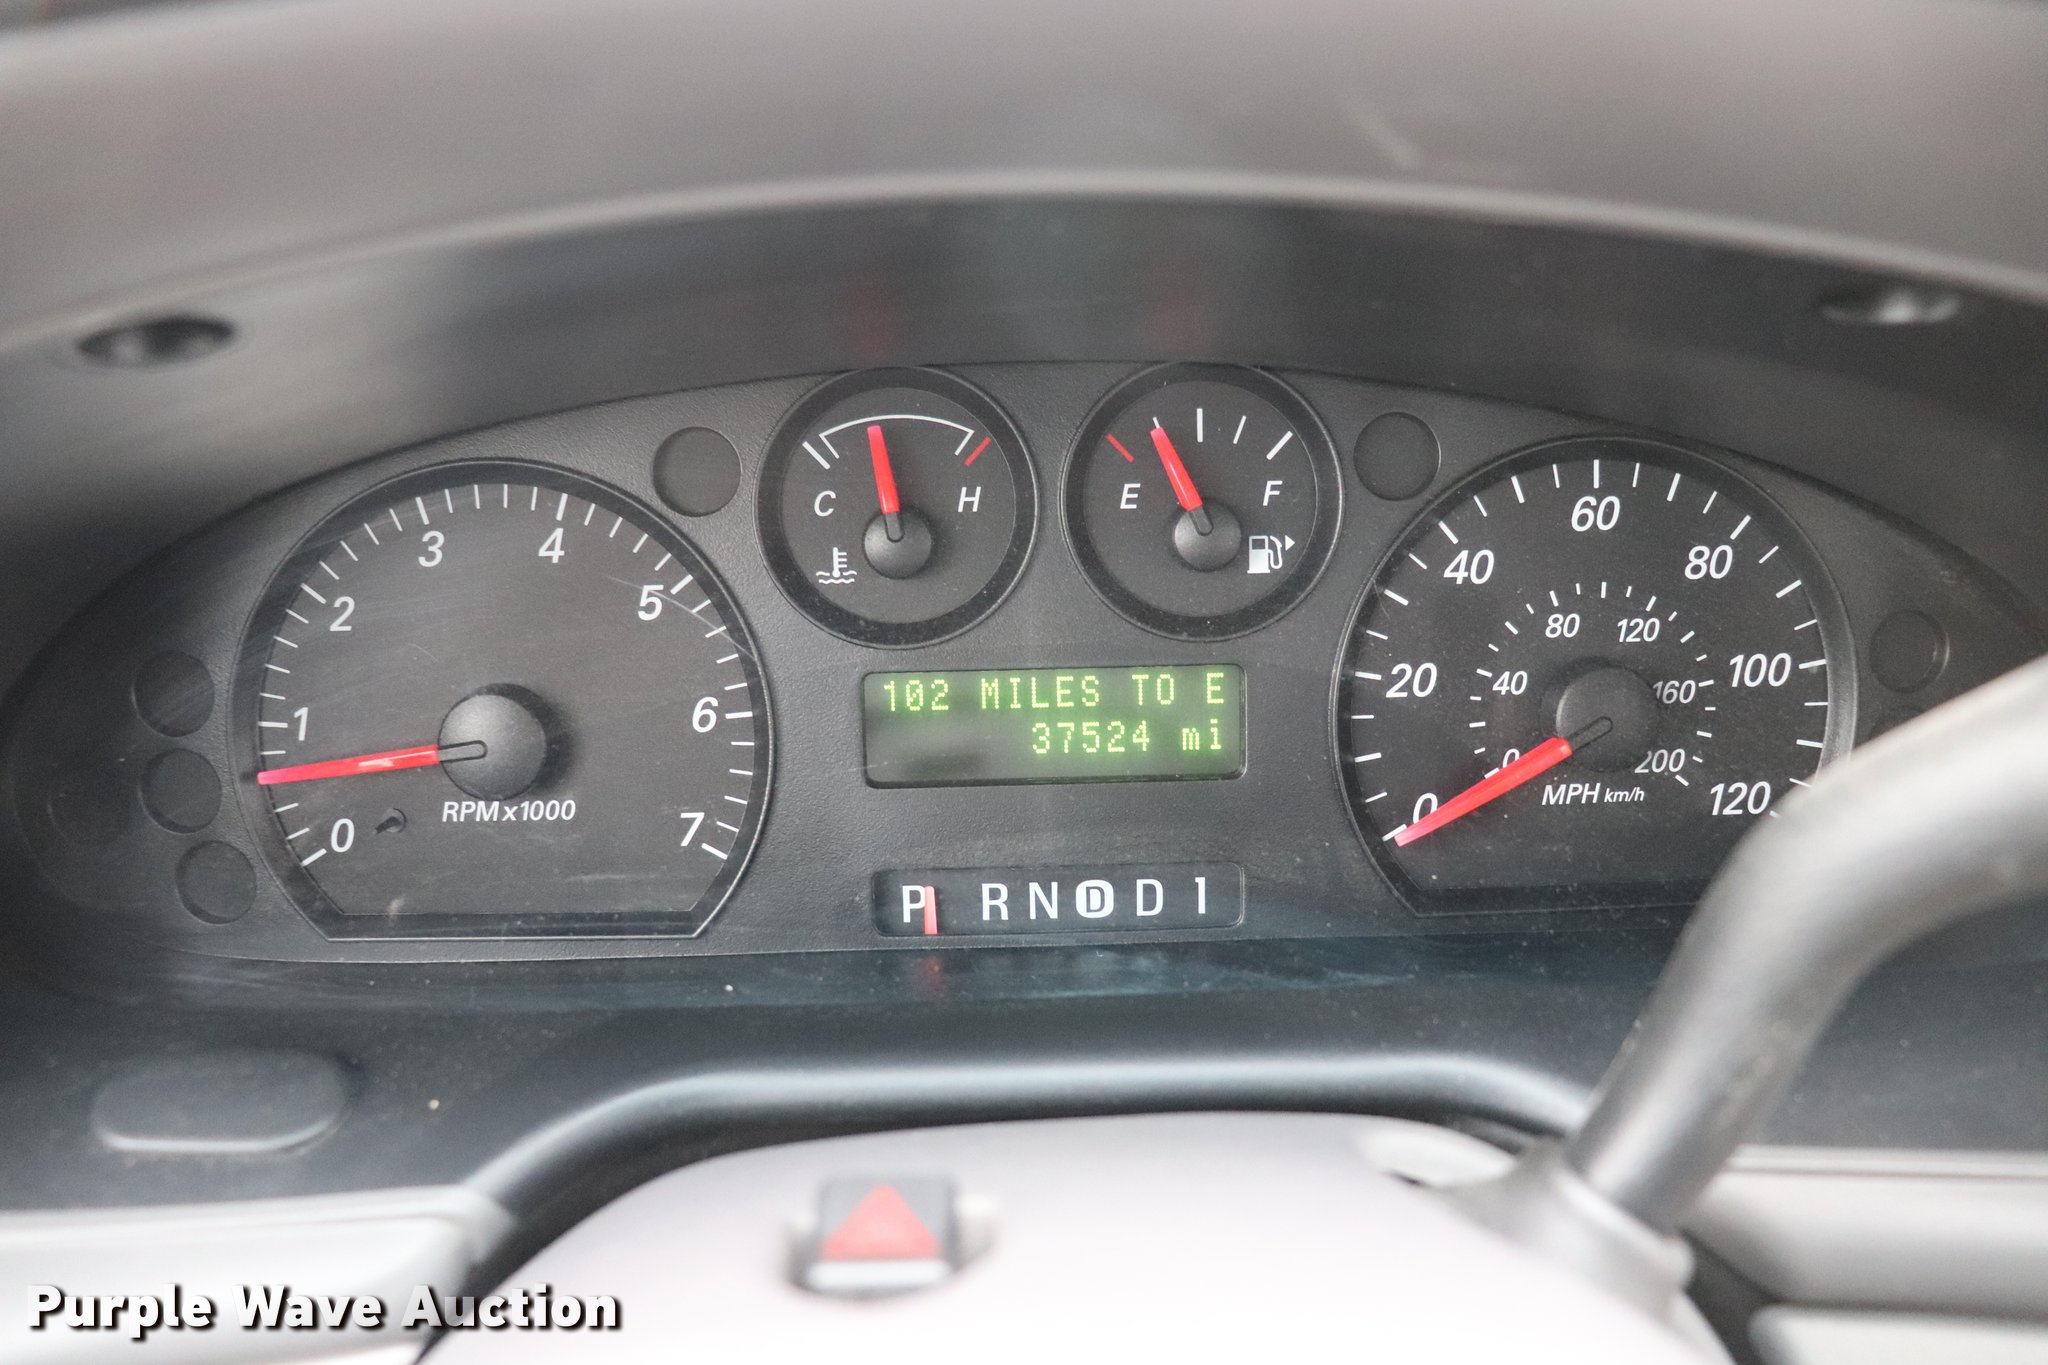 C H
E F
0 1 2 3 4 5 6 7
RPMx1000
102 MILES TO E
37524 mi
P R N D D 1
0 20 40 60 80 100 120
0 40 80 120 160 200
MPH km/h
Purple Wave Auction